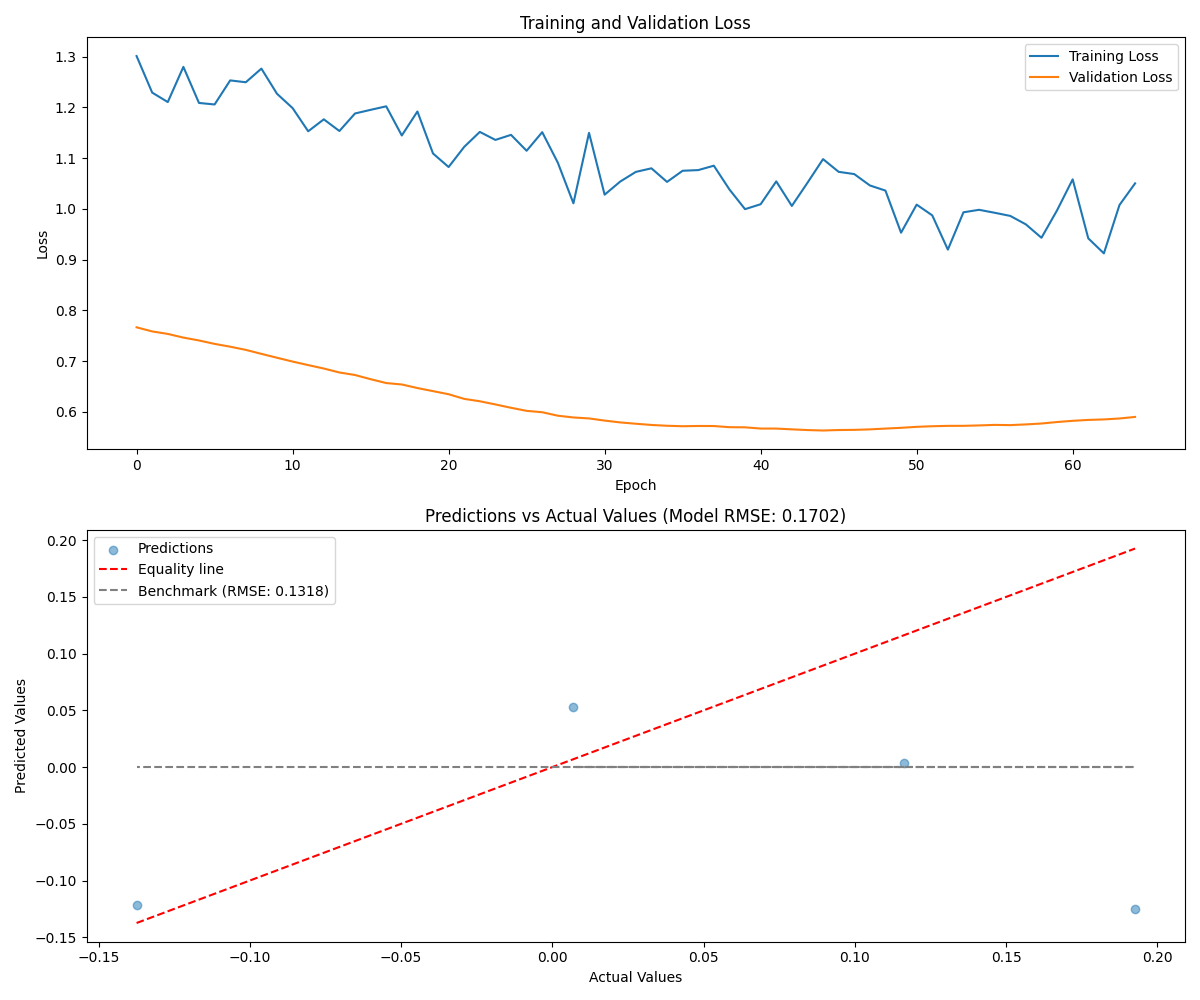 Training and Validation Loss
Training Loss
Validation Loss
1.3
1.2
1.1
1.0
0.9
0.8
0.7
0.6
Loss
0
10
20
30
40
50
60
Epoch
Predictions vs Actual Values (Model RMSE: 0.1702)
Predictions
Equality line
Benchmark (RMSE: 0.1318)
0.20
0.15
0.10
0.05
0.00
−0.05
−0.10
−0.15
Predicted Values
−0.15
−0.10
−0.05
0.00
0.05
0.10
0.15
0.20
Actual Values